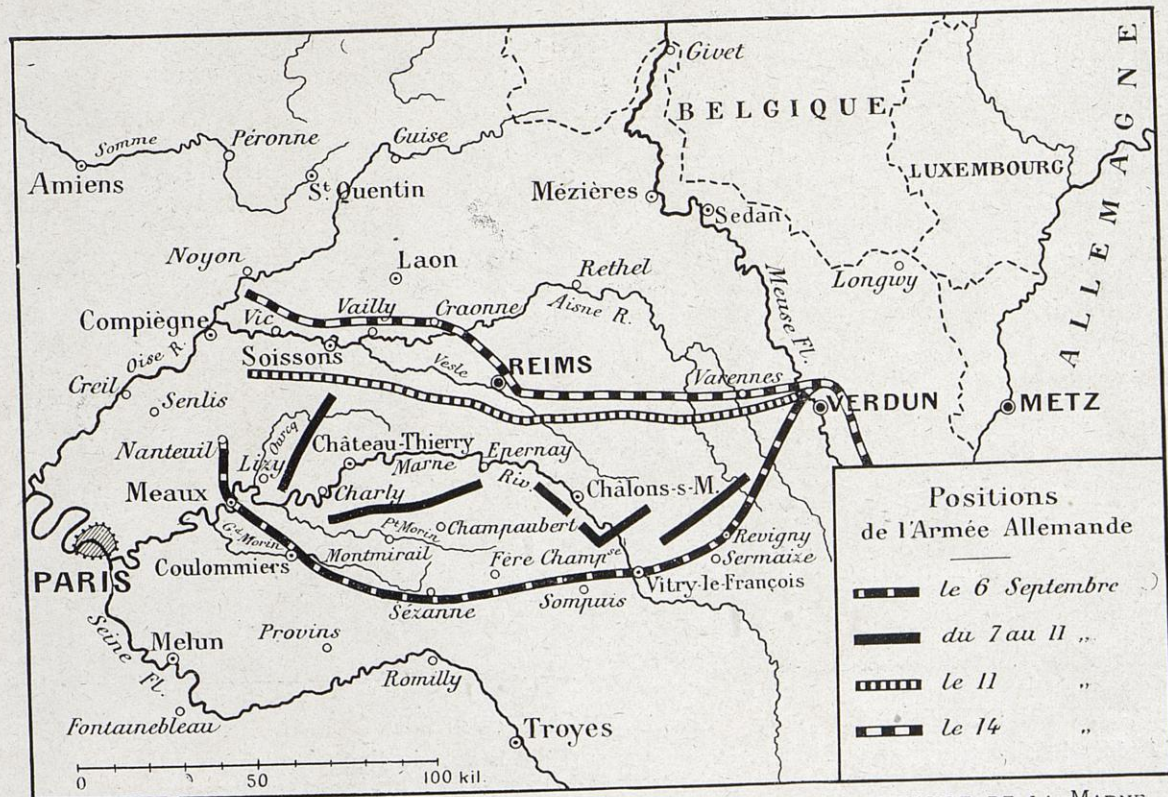 Givet
BELGIQUE
ALLEMAGNE
Somme
Péronne
Guise
Amiens
St. Quentin
Mézières
LUXEMBOURG
Sedan
Noyon
Laon
Rethel
Longwy
Meuse Fl.
Aisne R.
Compiègne
Vic
Vailly
Craonne
Oise R.
Soissons
Vesle
REIMS
Varennes
Creil
Senlis
VERDUN
METZ
Nanteuil
Ourcq
Lizy
Château-Thierry
Marne
Epernay
Riv.
Meaux
Charly
Châlons-s-M.
Gd Morin
Pt Morin
Champaubert
Revigny
Coulommiers
Montmirail
Fère Champse
Sermaize
PARIS
Vitry-le-François
Sézanne
Sompuis
Seine Fl.
Melun
Provins
Romilly
Fontainebleau
Troyes
0 50 100 kil.
Positions
de l'Armée Allemande
le 6 Septembre
du 7 au 11 „
le 11 „
le 14 „